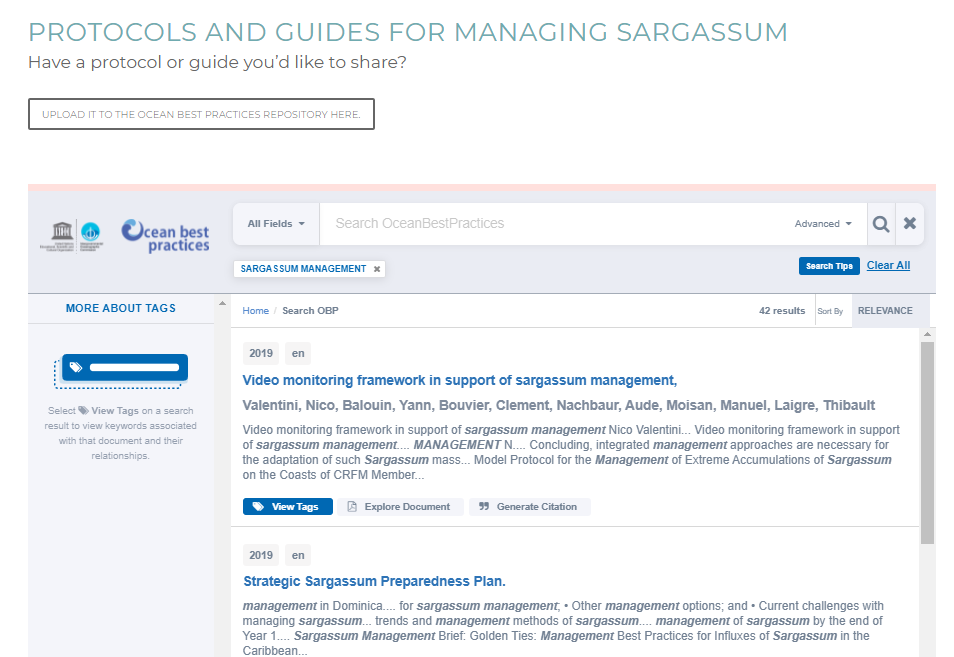 PROTOCOLS AND GUIDES FOR MANAGING SARGASSUM
Have a protocol or guide you'd like to share?
UPLOAD IT TO THE OCEAN BEST PRACTICES REPOSITORY HERE.
Ocean best
practices
All Fields
Search OceanBestPractices
Advanced
SARGASSUM MANAGEMENT
Search Tips
Clear All
MORE ABOUT TAGS
Select View Tags on a search
result to view keywords associated
with that document and their
relationships.
Home / Search OBP
42 results
Sort By
RELEVANCE
2019 en
Video monitoring framework in support of sargassum management,
Valentini, Nico, Balouin, Yann, Bouvier, Clement, Nachbaur, Aude, Moisan, Manuel, Laigre, Thibault
Video monitoring framework in support of sargassum management Nico Valentini... Video monitoring framework in support
of sargassum management.... MANAGEMENT N.... Concluding, integrated management approaches are necessary for
the adaptation of such Sargassum mass... Model Protocol for the Management of Extreme Accumulations of Sargassum
on the Coasts of CRFM Member...
View Tags
Explore Document
Generate Citation
2019 en
Strategic Sargassum Preparedness Plan.
management in Dominica.... for sargassum management; • Other management options; and • Current challenges with
managing sargassum... trends and management methods of sargassum.... management of sargassum by the end of
Year 1.... Sargassum Management Brief: Golden Ties: Management Best Practices for Influxes of Sargassum in the
Caribbean...